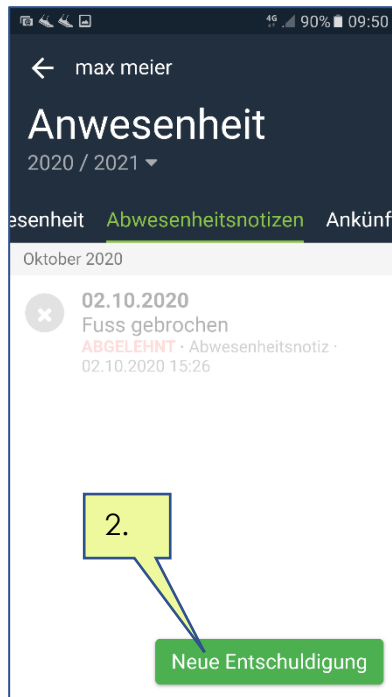 4G 90% 09:50
max meier
Anwesenheit
2020 / 2021
esenheit Abwesenheitsnotizen Ankünf
Oktober 2020
02.10.2020
Fuss gebrochen
ABGELEHNT · Abwesenheitsnotiz ·
02.10.2020 15:26
2.
Neue Entschuldigung